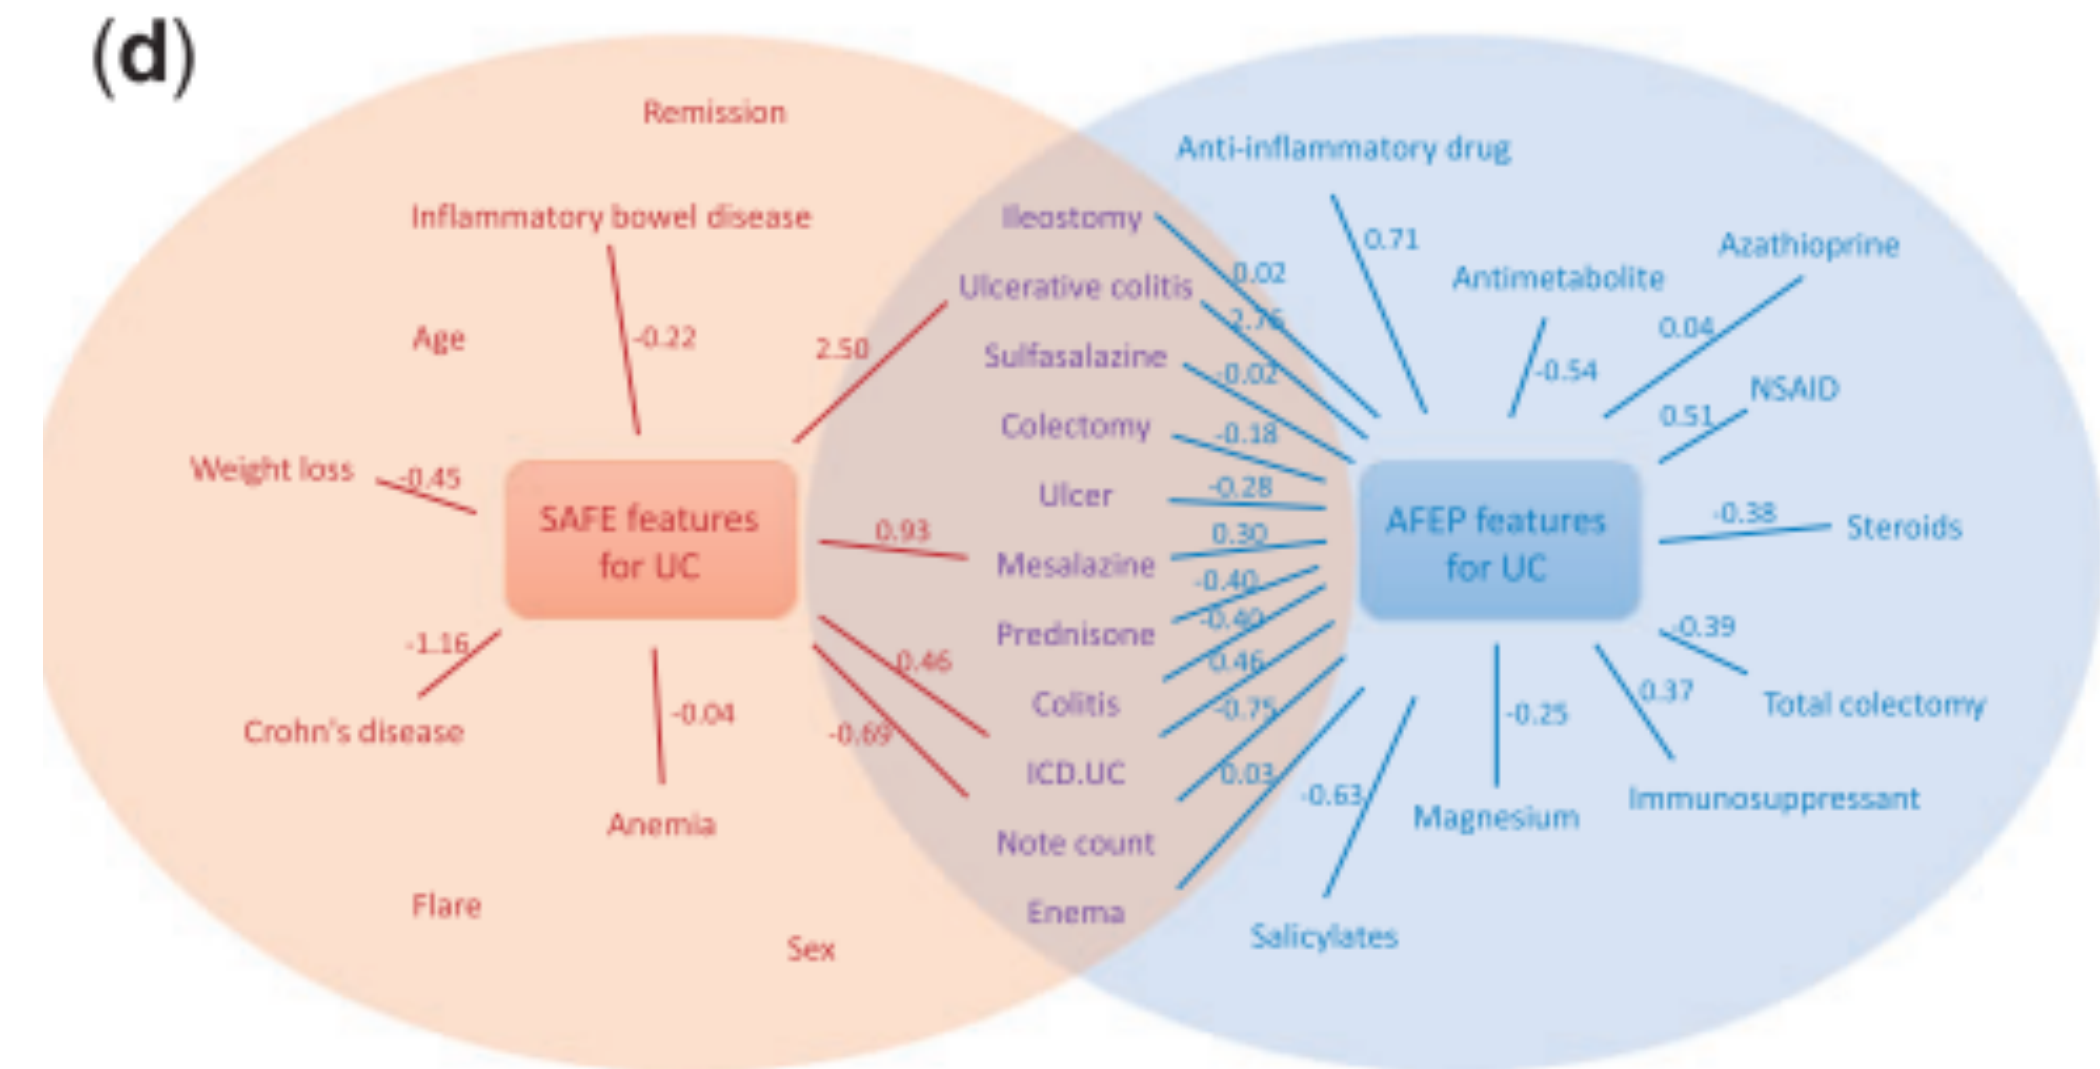 (d)
Remission
Anti-inflammatory drug
Inflammatory bowel disease
Ileostomy
0.71
Azathioprine
0.02
Antimetabolite
Ulcerative colitis
2.76
0.04
Age
-0.22
2.50
Sulfasalazine
-0.02
-0.54
NSAID
0.51
Colectomy
-0.18
Weight loss
-0.45
Ulcer
-0.28
SAFE features
for UC
0.93
0.30
AFEP features
for UC
-0.38
Steroids
Mesalazine
-0.40
Prednisone
-0.40
-0.39
-1.16
0.46
0.46
Colitis
-0.75
0.37
Total colectomy
Crohn's disease
-0.04
-0.69
-0.25
ICD.UC
0.03
-0.63
Immunosuppressant
Anemia
Magnesium
Note count
Flare
Enema
Sex
Salicylates